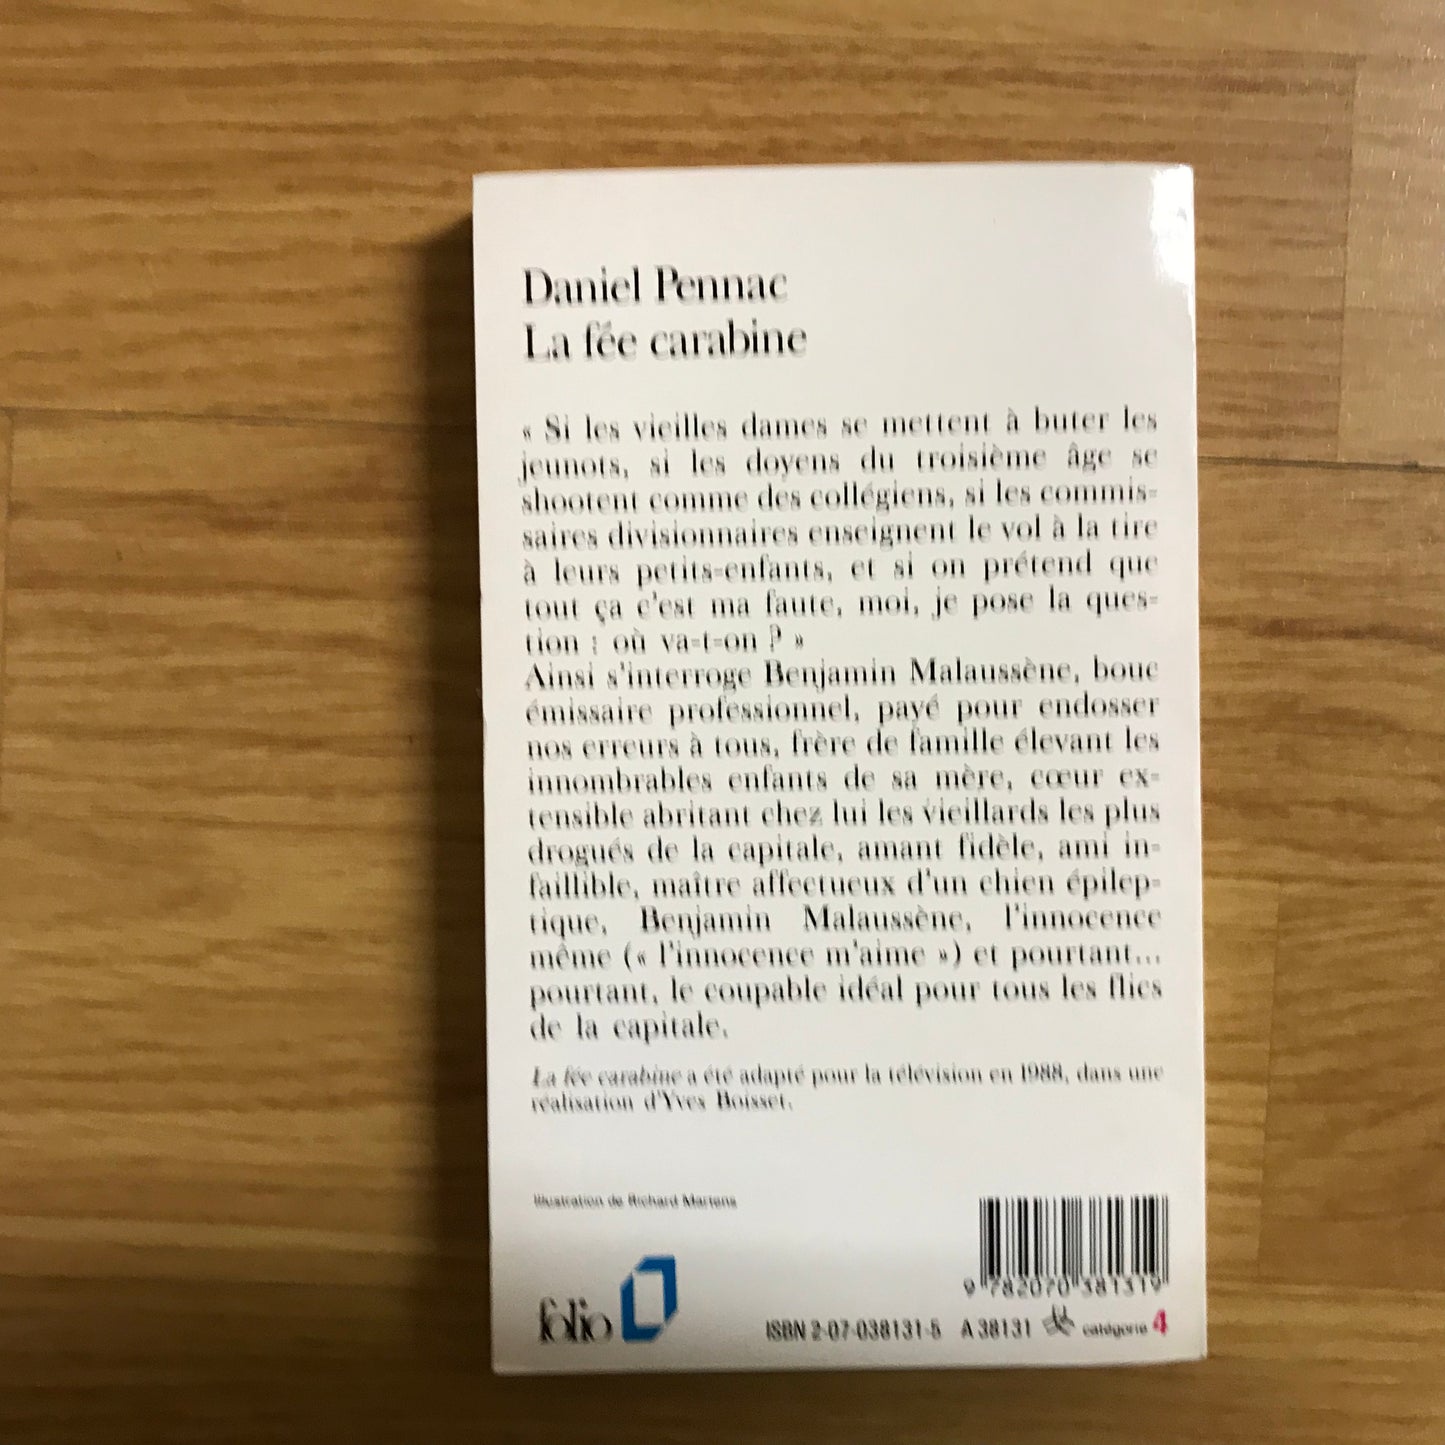 Daniel Pennac
La fée carabine
« Si les vieilles dames se mettent à buter les
jeunots, si les doyens du troisième âge se
shootent comme des collégiens, si les commis-
saires divisionnaires enseignent le vol à la tire
à leurs petits-enfants, et si on prétend que
tout ça c'est ma faute, moi, je pose la ques-
tion : où va-t-on ? »
Ainsi s'interroge Benjamin Malaussène, bouc
émissaire professionnel, payé pour endosser
nos erreurs à tous, frère de famille élevant les
innombrables enfants de sa mère, cœur ex-
tensible abritant chez lui les vieillards les plus
drogués de la capitale, amant fidèle, ami in-
faillible, maître affectueux d'un chien épilep-
tique, Benjamin Malaussène, l'innocence
même (« l'innocence m'aime ») et pourtant...
pourtant, le coupable idéal pour tous les flics
de la capitale.
La fée carabine a été adapté pour la télévision en 1988, dans une
réalisation d'Yves Boisset.
Illustration de Richard Martens
9 782070 381319
folio
ISBN 2-07-038131-5 A 38131 catégorie 4